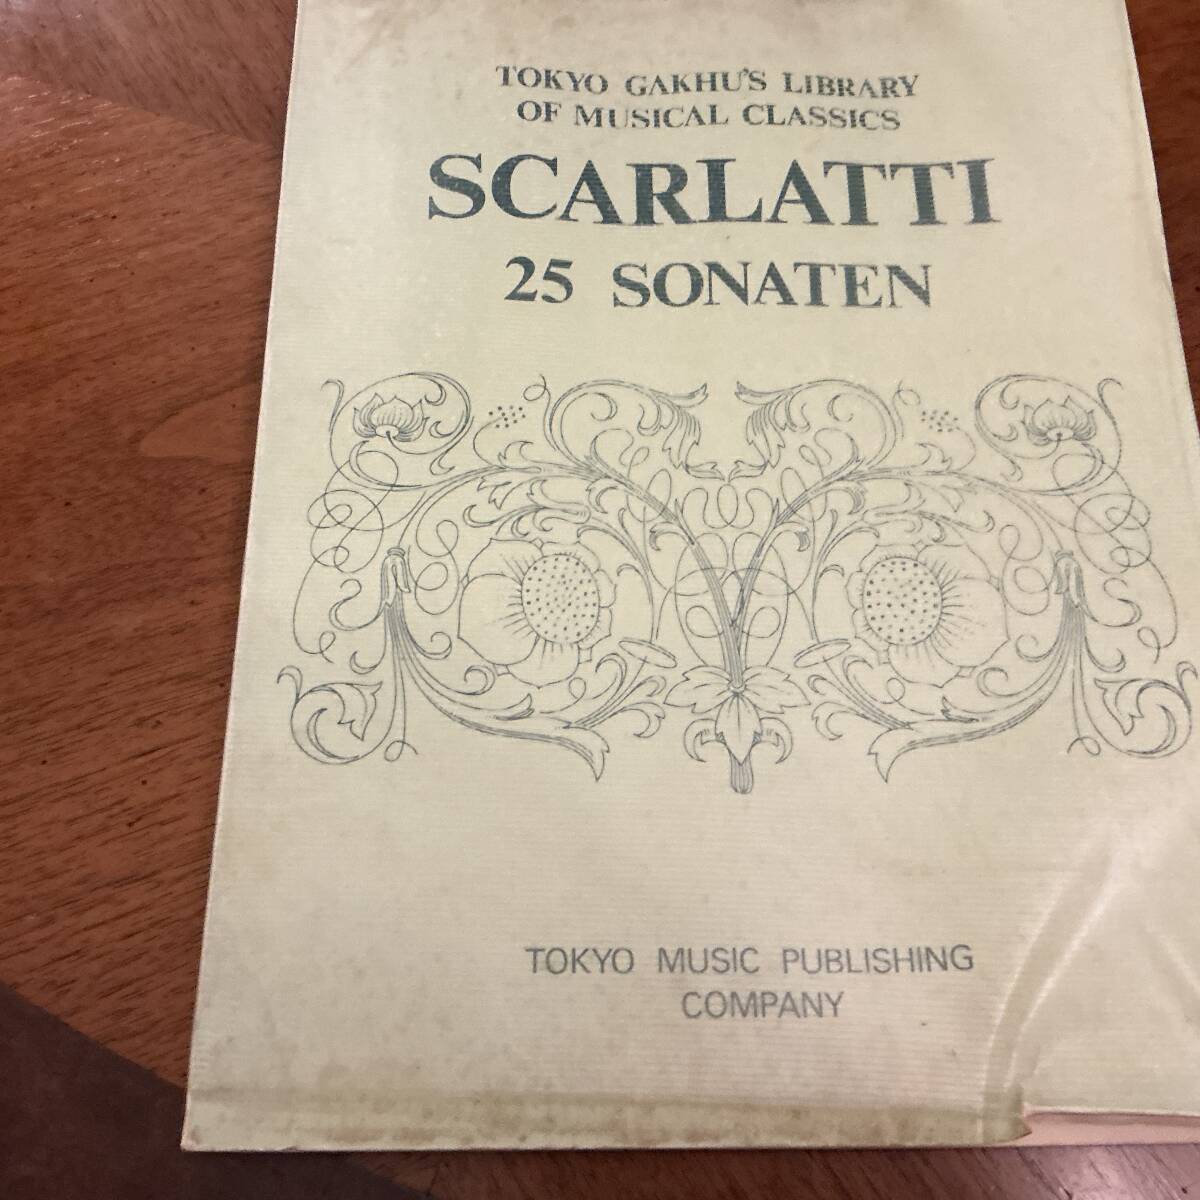 TOKYO GAKHU'S LIBRARY
OF MUSICAL CLASSICS
SCARLATTI
25 SONATEN
TOKYO MUSIC PUBLISHING
COMPANY